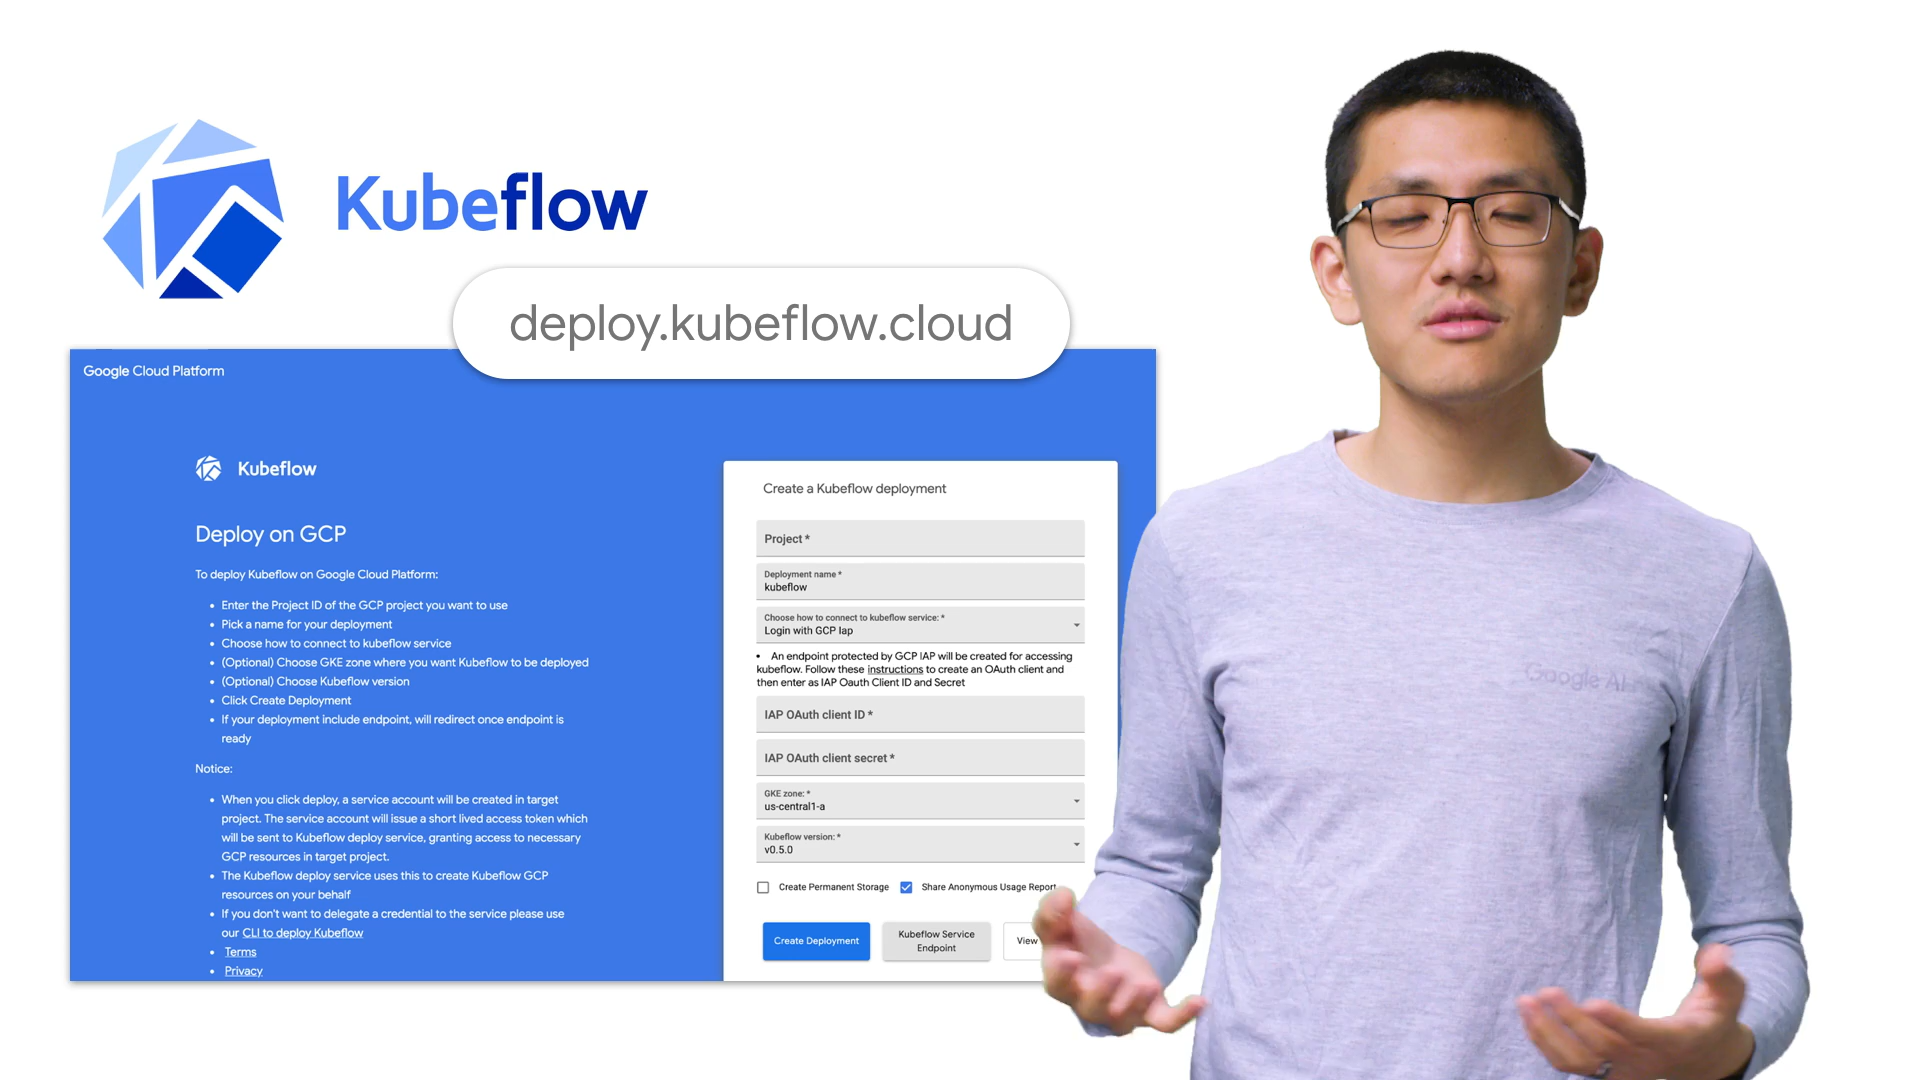 Kubeflow
deploy.kubeflow.cloud
Google Cloud Platform
Kubeflow
Deploy on GCP
To deploy Kubeflow on Google Cloud Platform:
• Enter the Project ID of the GCP project you want to use
• Pick a name for your deployment
• Choose how to connect to kubeflow service
• (Optional) Choose GKE zone where you want Kubeflow to be deployed
• (Optional) Choose Kubeflow version
• Click Create Deployment
• If your deployment include endpoint, will redirect once endpoint is
ready
Notice:
• When you click deploy, a service account will be created in target
project. The service account will issue a short lived access token which
will be sent to Kubeflow deploy service, granting access to necessary
GCP resources in target project.
• The Kubeflow deploy service uses this to create Kubeflow GCP
resources on your behalf
• If you don't want to delegate a credential to the service please use
our CLI to deploy Kubeflow
• Terms
• Privacy
Create a Kubeflow deployment
Project *
Deployment name *
kubeflow
Choose how to connect to kubeflow service: *
Login with GCP Iap
• An endpoint protected by GCP IAP will be created for accessing
kubeflow. Follow these instructions to create an OAuth client and
then enter as IAP Oauth Client ID and Secret
IAP OAuth client ID *
IAP OAuth client secret *
GKE zone: *
us-central1-a
Kubeflow version: *
v0.5.0
Create Permanent Storage
Share Anonymous Usage Report
Create Deployment
Kubeflow Service
Endpoint
View
Google AI